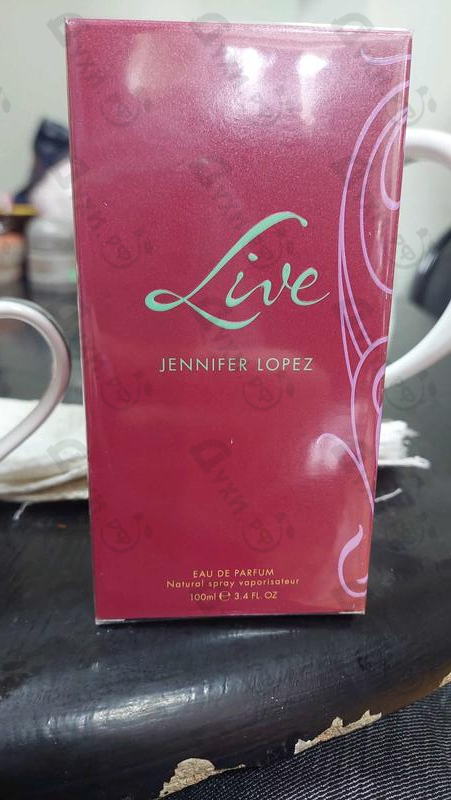 Live
JENNIFER LOPEZ
EAU DE PARFUM
Natural spray vaporisateur
100ml ℮ 3.4 FL. OZ